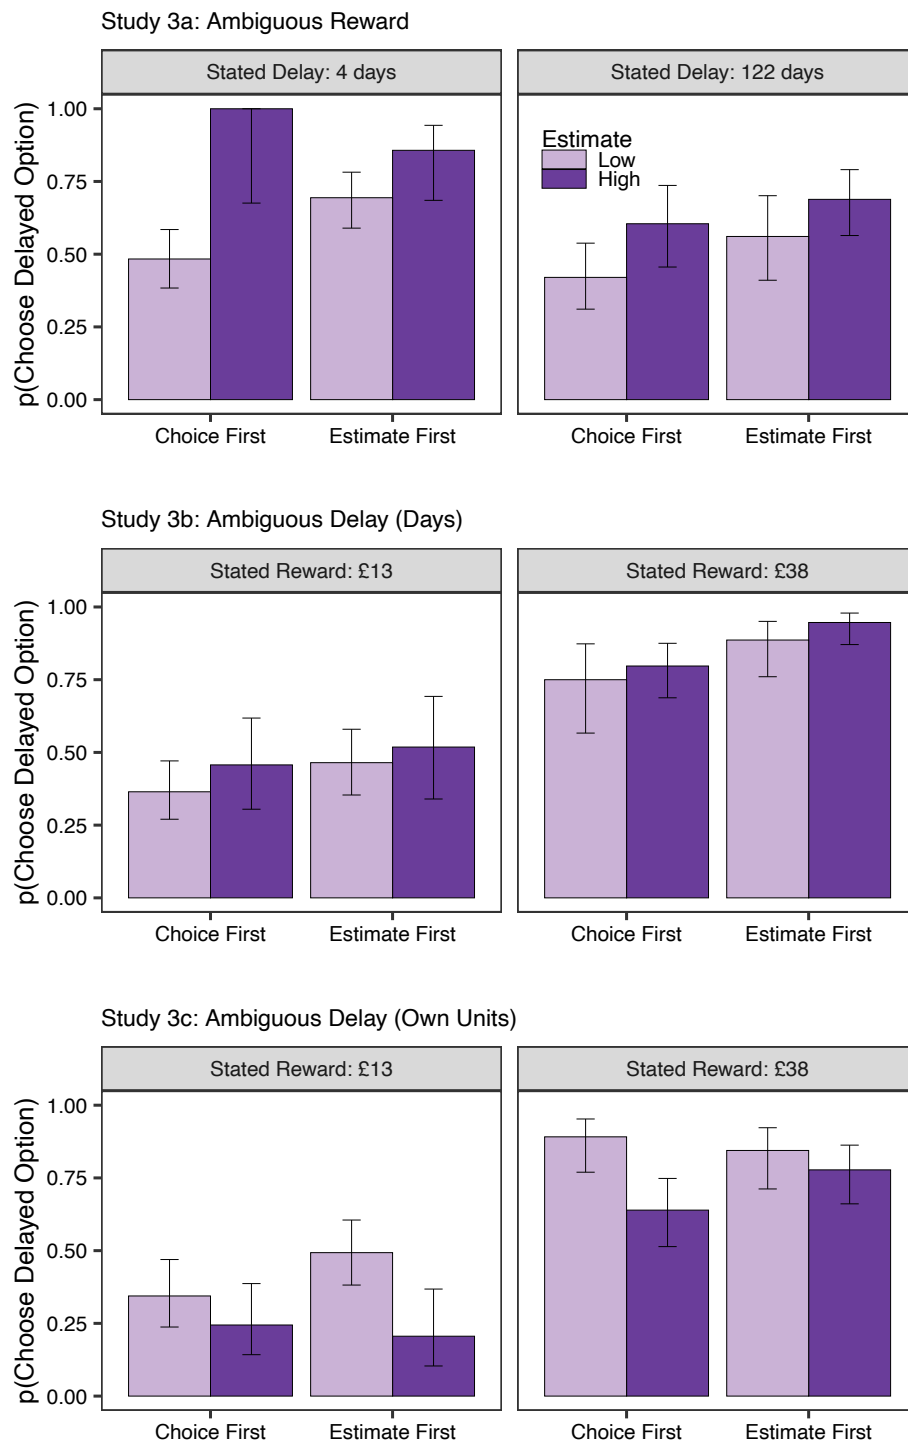 Study 3a: Ambiguous Reward
Stated Delay: 4 days
Stated Delay: 122 days
p(Choose Delayed Option)
1.00
0.75
0.50
0.25
0.00
Estimate
Low
High
Choice First
Estimate First
Choice First
Estimate First
Study 3b: Ambiguous Delay (Days)
Stated Reward: £13
Stated Reward: £38
p(Choose Delayed Option)
1.00
0.75
0.50
0.25
0.00
Choice First
Estimate First
Choice First
Estimate First
Study 3c: Ambiguous Delay (Own Units)
Stated Reward: £13
Stated Reward: £38
p(Choose Delayed Option)
1.00
0.75
0.50
0.25
0.00
Choice First
Estimate First
Choice First
Estimate First